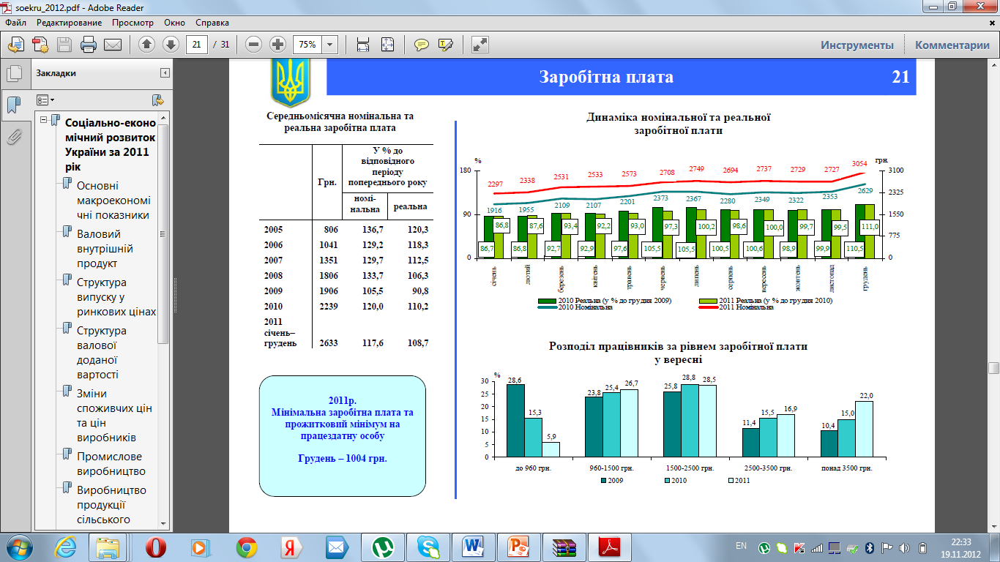 soekru_2012.pdf - Adobe Reader
Файл Редактирование Просмотр Окно Справка
21 / 31 75% Инструменты Комментарии
Закладки
Соціально-еконо
мічний розвиток
України за 2011
рік
Основні
макроекономі
чні показники
Валовий
внутрішній
продукт
Структура
випуску у
ринкових цінах
Структура
валової
доданої
вартості
Зміни
споживчих цін
та цін
виробників
Промислове
виробництво
Виробництво
продукції
сільського
Заробітна плата 21
Середньомісячна номінальна та
реальна заробітна плата
Грн.
У % до
відповідного
періоду
попереднього року
номі-
нальна
реальна
2005 806 136,7 120,3
2006 1041 129,2 118,3
2007 1351 129,7 112,5
2008 1806 133,7 106,3
2009 1906 105,5 90,8
2010 2239 120,0 110,2
2011
січень–
грудень 2633 117,6 108,7
2011р.
Мінімальна заробітна плата та
прожитковий мінімум на
працездатну особу
Грудень – 1004 грн.
Динаміка номінальної та реальної
заробітної плати
% грн.
180 3100
2325
90 1550
775
0 0
2297 2338 2531 2533 2573 2708 2749 2694 2737 2729 2727 3054
1916 1955 2109 2107 2201 2373 2367 2280 2349 2322 2353 2629
86,8 87,6 93,4 92,2 93,0 97,3 100,2 98,6 100,0 99,7 99,5 111,0
86,7 86,8 92,7 92,9 97,6 105,5 105,5 100,5 100,6 98,9 99,9 110,5
січень лютий березень квітень травень червень липень серпень вересень жовтень листопад грудень
2010 Реальна (у % до грудня 2009) 2011 Реальна (у % до грудня 2010)
2010 Номінальна 2011 Номінальна
Розподіл працівників за рівнем заробітної плати
у вересні
%
30
25
20
15
10
5
0
28,6 15,3 5,9 23,8 25,4 26,7 25,8 28,8 28,5 11,4 15,5 16,9 10,4 15,0 22,0
до 960 грн. 960-1500 грн. 1500-2500 грн. 2500-3500 грн. понад 3500 грн.
2009 2010 2011
EN
22:33
19.11.2012